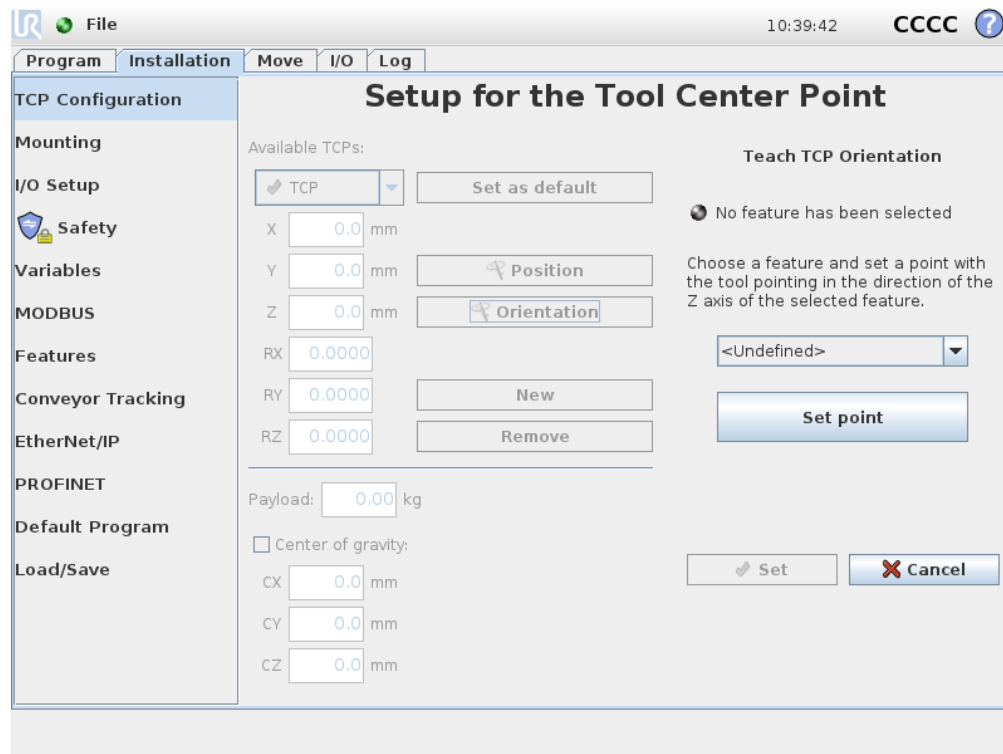 UR File 10:39:42 CCCC ?
Program Installation Move I/O Log
TCP Configuration
Mounting
I/O Setup
Safety
Variables
MODBUS
Features
Conveyor Tracking
EtherNet/IP
PROFINET
Default Program
Load/Save
Setup for the Tool Center Point
Available TCPs:
TCP Set as default
X 0.0 mm
Y 0.0 mm Position
Z 0.0 mm Orientation
RX 0.0000
RY 0.0000 New
RZ 0.0000 Remove
Payload: 0.00 kg
Center of gravity:
CX 0.0 mm
CY 0.0 mm
CZ 0.0 mm
Teach TCP Orientation
No feature has been selected
Choose a feature and set a point with
the tool pointing in the direction of the
Z axis of the selected feature.
<Undefined>
Set point
Set Cancel